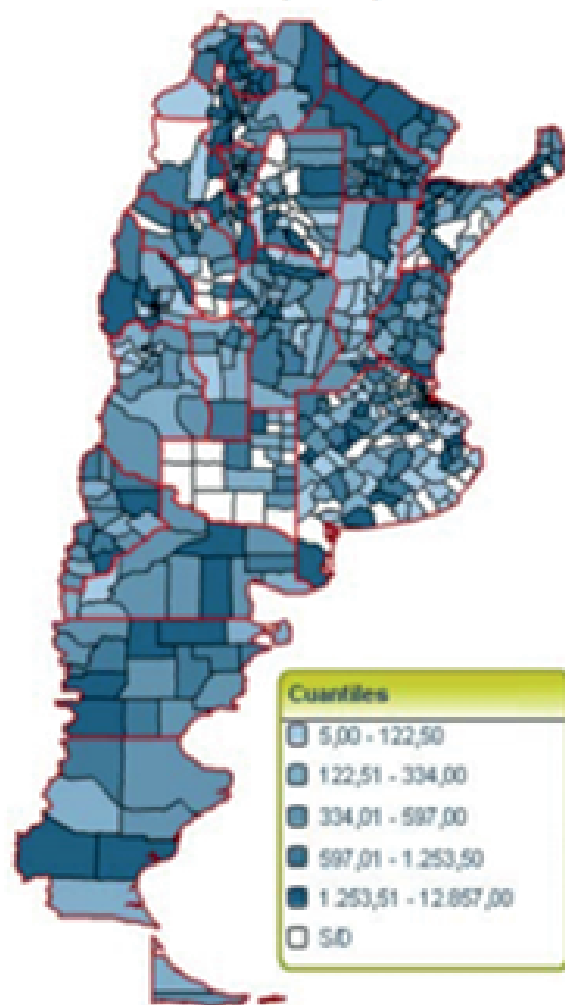 Cuantiles
5,00 - 122,50
122,51 - 334,00
334,01 - 597,00
597,01 - 1.253,50
1.253,51 - 12.857,00
S/D